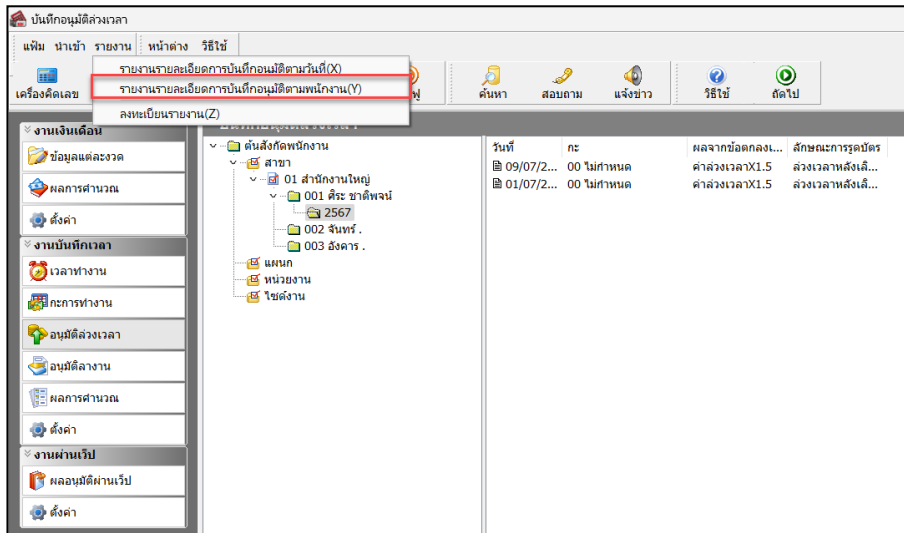 บันทึกอนุมัติล่วงเวลา
แฟ้ม นำเข้า รายงาน หน้าต่าง วิธีใช้
รายงานรายละเอียดการบันทึกอนุมัติตามวันที่(X)
รายงานรายละเอียดการบันทึกอนุมัติตามพนักงาน(Y)
ลงทะเบียนรายงาน(Z)
เครื่องคิดเลข ค้นหา สอบถาม แจ้งข่าว วิธีใช้ ถัดไป
งานเงินเดือน
ข้อมูลแต่ละงวด
ผลการคำนวณ
ตั้งค่า
งานบันทึกเวลา
เวลาทำงาน
กะการทำงาน
อนุมัติล่วงเวลา
อนุมัติลางาน
ผลการคำนวณ
ตั้งค่า
งานผ่านเว็ป
ผลอนุมัติผ่านเว็ป
ตั้งค่า
บันทึกอนุมัติล่วงเวลา
ต้นสังกัดพนักงาน
สาขา
01 สำนักงานใหญ่
001 ศิระ ชาติพจน์
2567
002 จันทร์ .
003 อังคาร .
แผนก
หน่วยงาน
ไซด์งาน
วันที่ กะ ผลจากข้อตกลงเ... ลักษณะการรูดบัตร
09/07/2... 00 ไม่กำหนด ค่าล่วงเวลาX1.5 ล่วงเวลาหลังเลิ...
01/07/2... 00 ไม่กำหนด ค่าล่วงเวลาX1.5 ล่วงเวลาหลังเลิ...